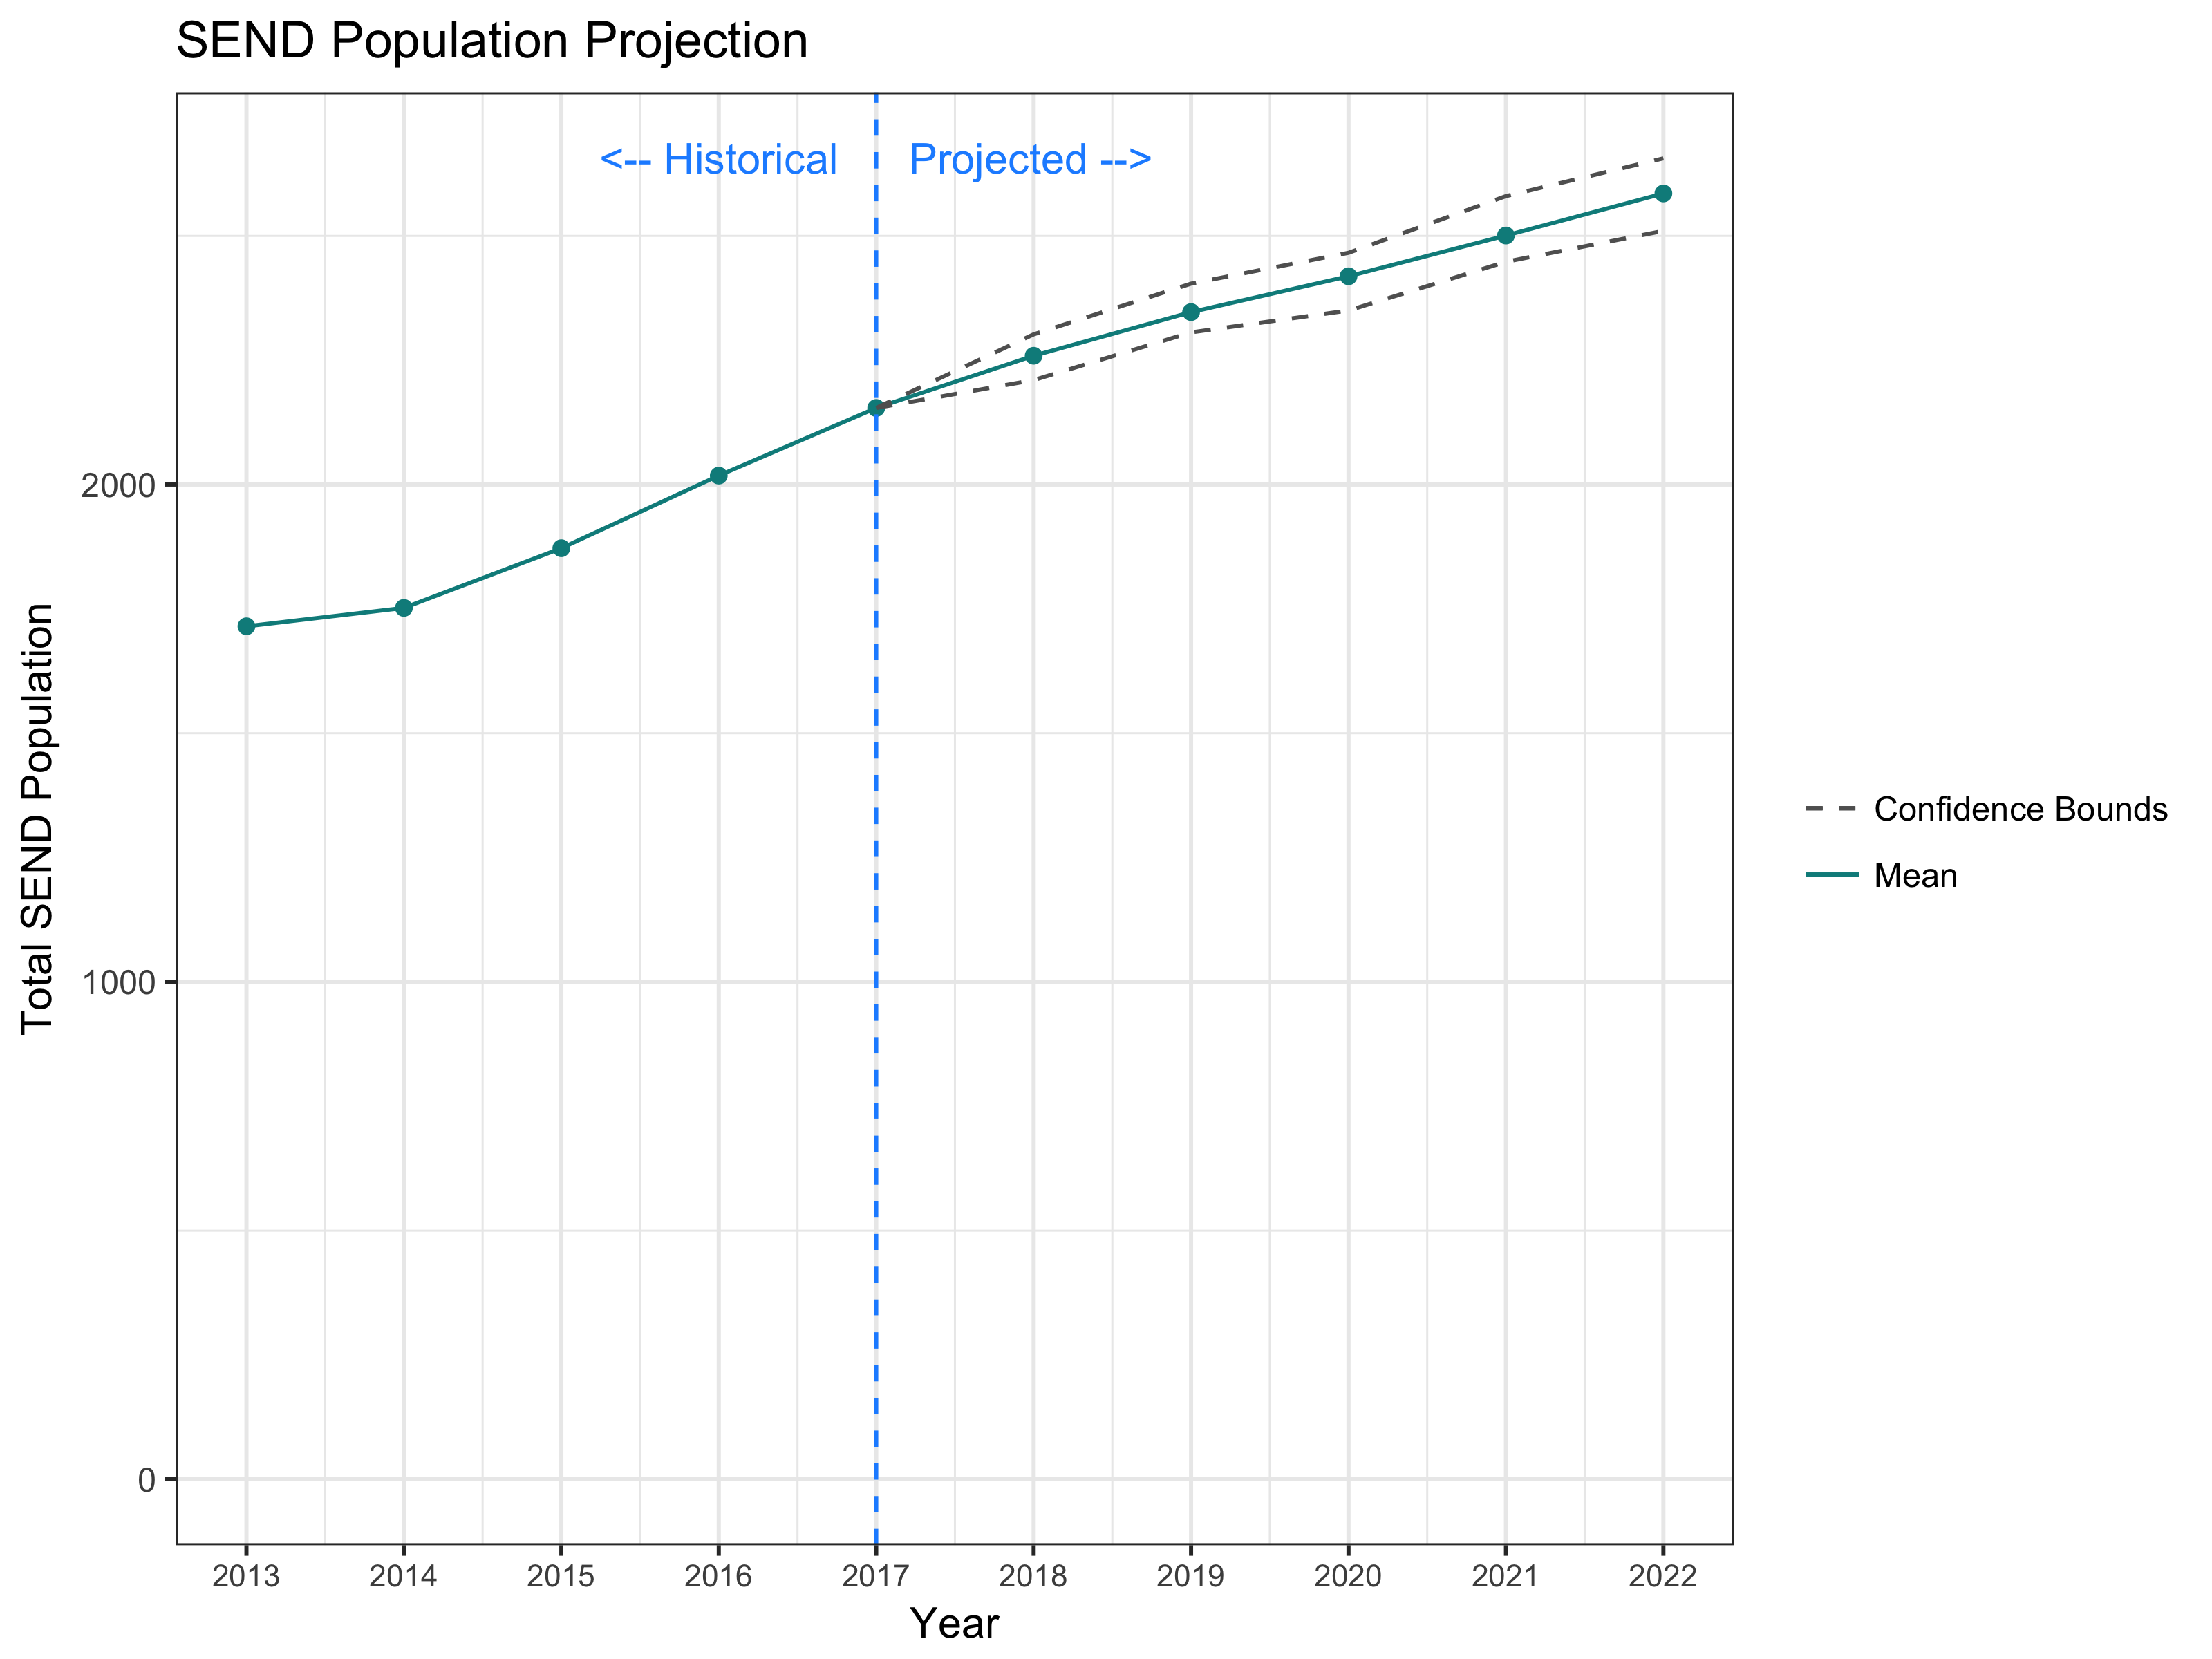 SEND Population Projection
<-- Historical
Projected -->
Total SEND Population
2000
1000
0
2013
2014
2015
2016
2017
2018
2019
2020
2021
2022
Year
Confidence Bounds
Mean